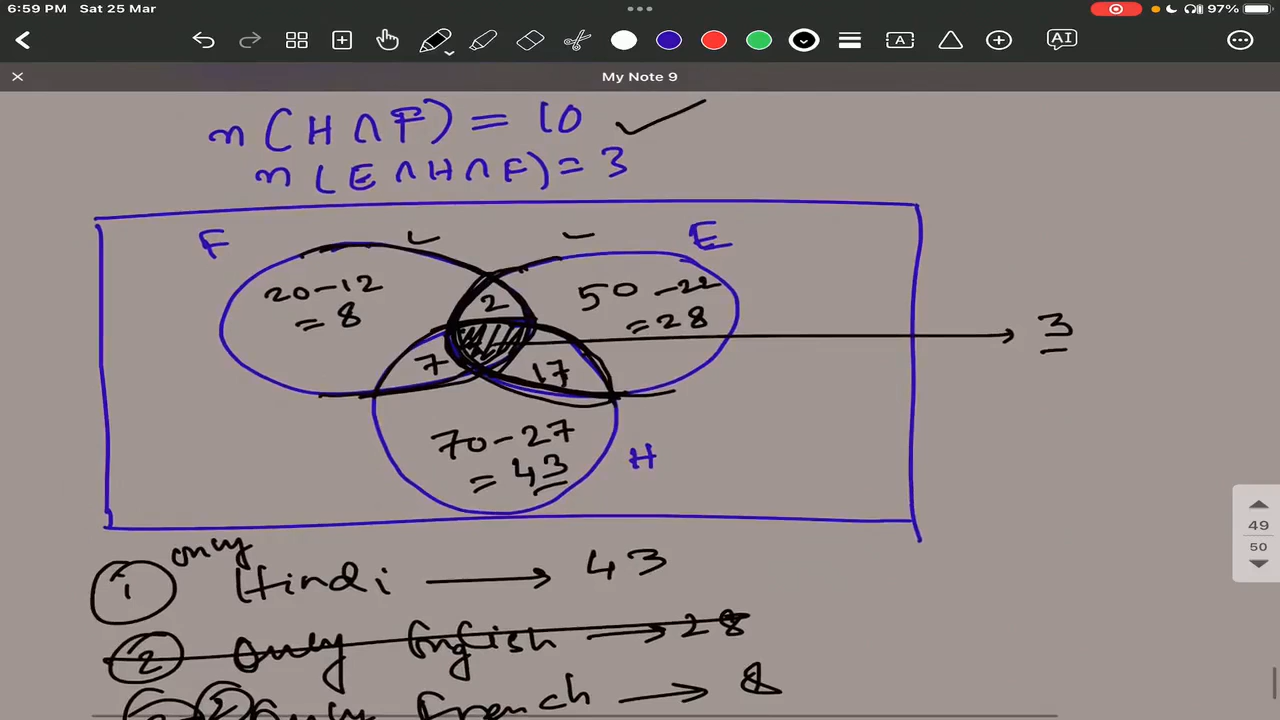 6:59 PM Sat 25 Mar
97%
A
AI
My Note 9
n(H∩F) = 10
n(E∩H∩F) = 3
F
E
20-12
= 8
2
50 -22
= 28
3
7
17
70-27
= 43
H
49
50
only
1 Hindi → 43
2 Only English → 28
2 Only French → 8